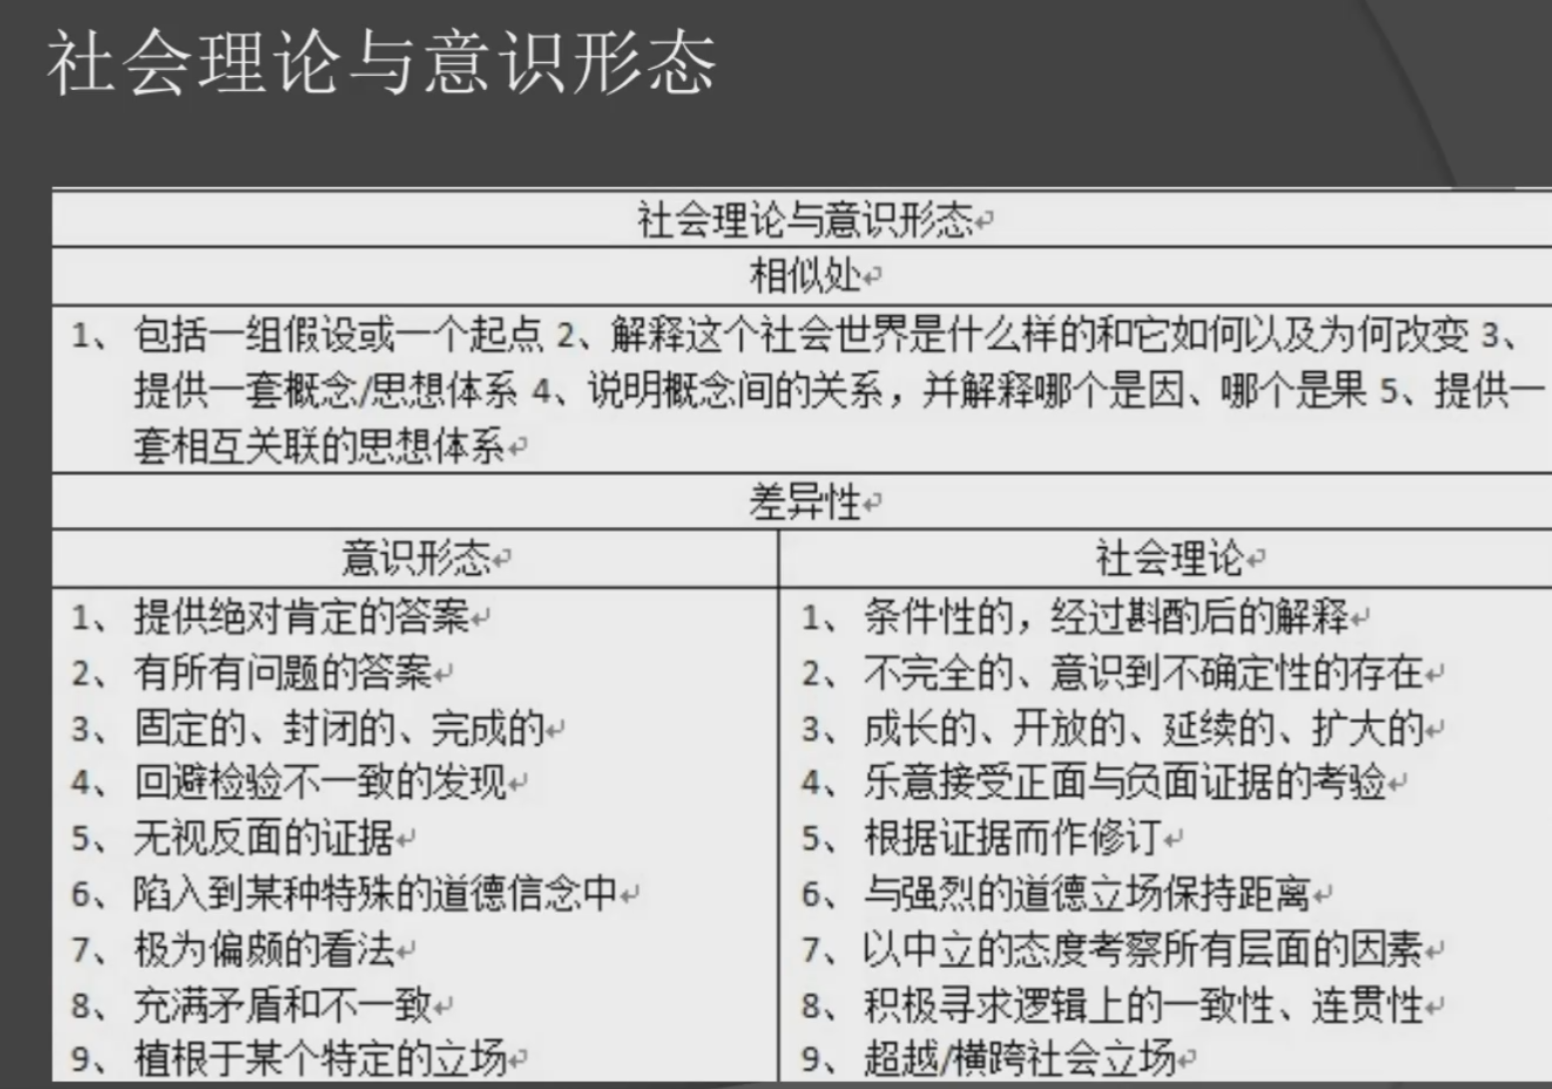 社会理论与意识形态
社会理论与意识形态
相似处
1、 包括一组假设或一个起点 2、解释这个社会世界是什么样的和它如何以及为何改变 3、
提供一套概念/思想体系 4、说明概念间的关系，并解释哪个是因、哪个是果 5、提供一
套相互关联的思想体系
差异性
意识形态
社会理论
1、 提供绝对肯定的答案
2、 有所有问题的答案
3、 固定的、封闭的、完成的
4、 回避检验不一致的发现
5、 无视反面的证据
6、 陷入到某种特殊的道德信念中
7、 极为偏颇的看法
8、 充满矛盾和不一致
9、 植根于某个特定的立场
1、 条件性的，经过斟酌后的解释
2、 不完全的、意识到不确定性的存在
3、 成长的、开放的、延续的、扩大的
4、 乐意接受正面与负面证据的考验
5、 根据证据而作修订
6、 与强烈的道德立场保持距离
7、 以中立的态度考察所有层面的因素
8、 积极寻求逻辑上的一致性、连贯性
9、 超越/横跨社会立场